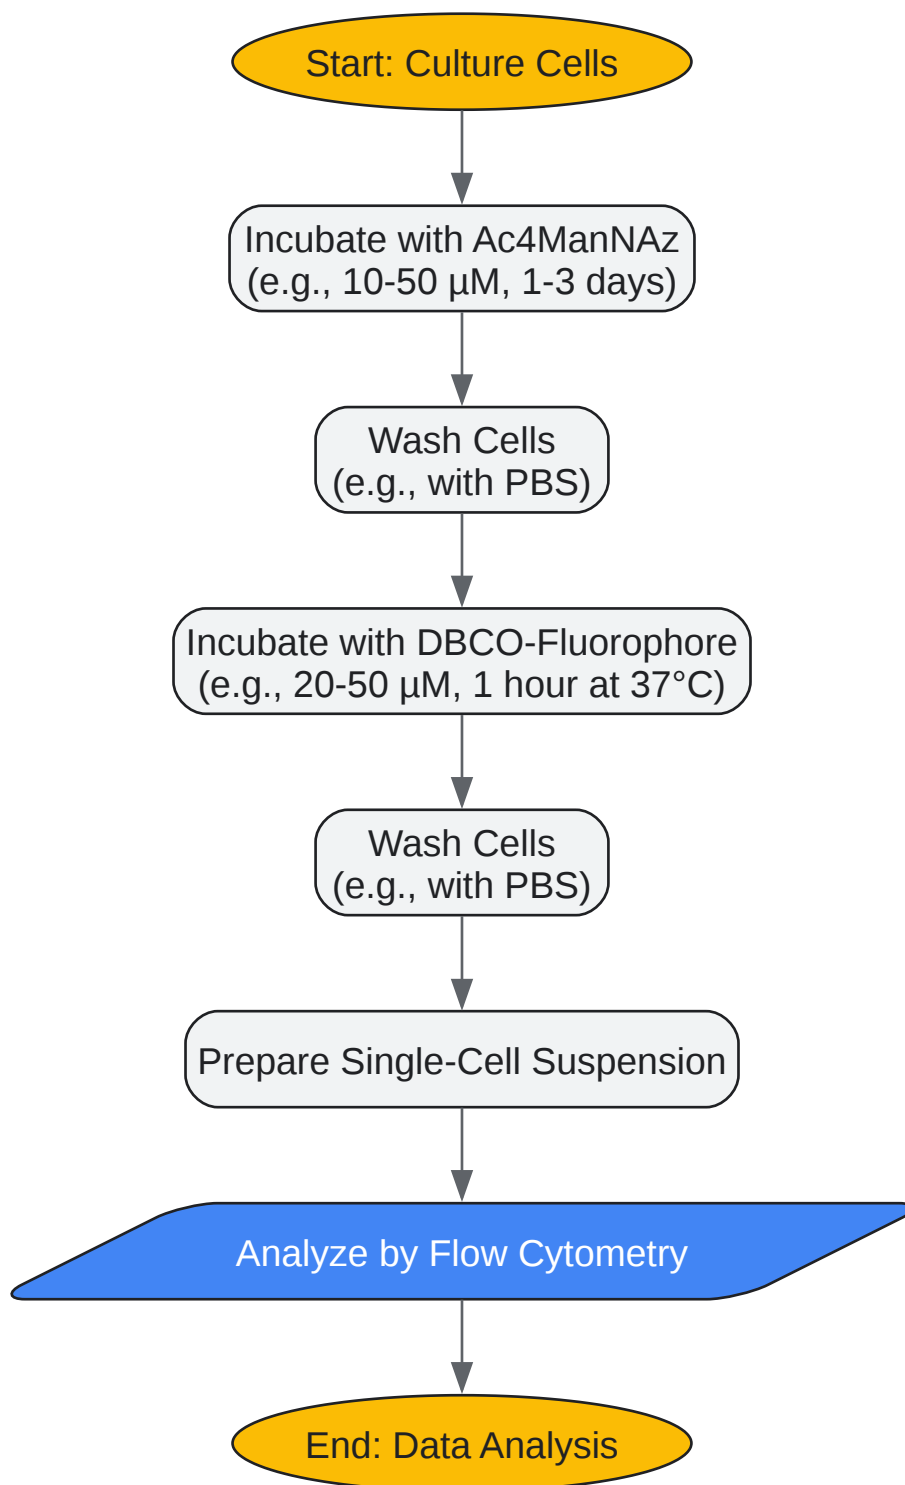 Start: Culture Cells
Incubate with Ac4ManNAz
(e.g., 10-50 µM, 1-3 days)
Wash Cells
(e.g., with PBS)
Incubate with DBCO-Fluorophore
(e.g., 20-50 µM, 1 hour at 37°C)
Wash Cells
(e.g., with PBS)
Prepare Single-Cell Suspension
Analyze by Flow Cytometry
End: Data Analysis